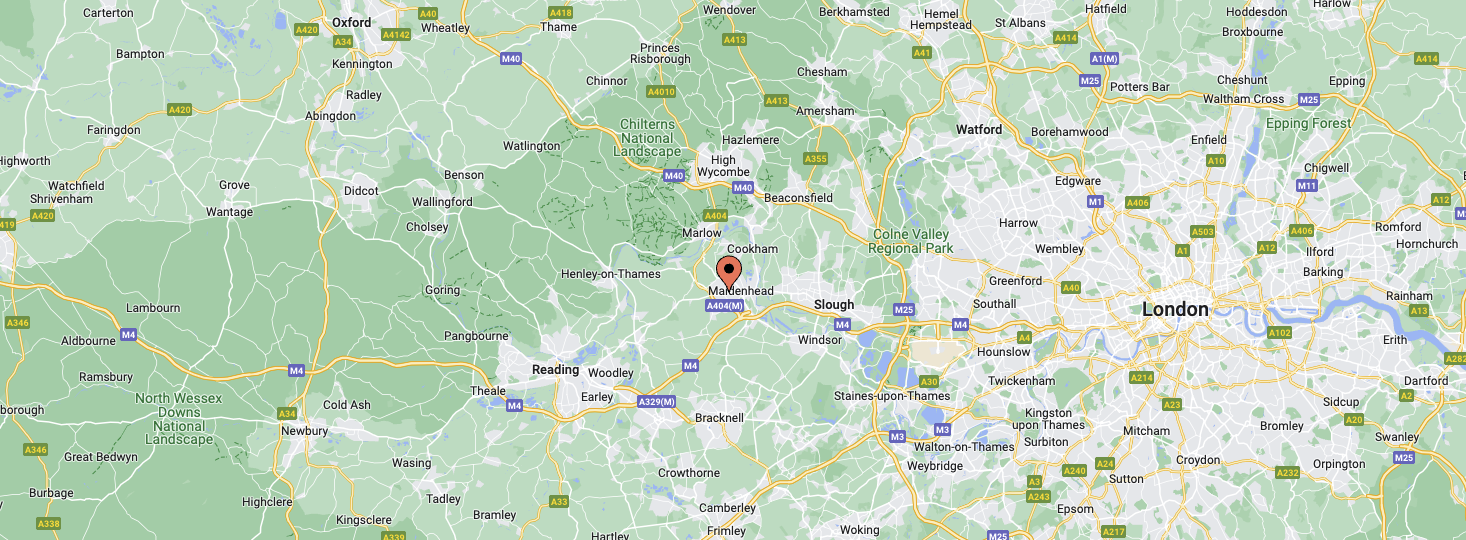 Carterton
Oxford
A420
A34
A4142
A40
Wheatley
A418
Thame
Wendover
Berkhamsted
Hemel
Hempstead
St Albans
Hatfield
Hoddesdon
Broxbourne
Harlow
Bampton
Kennington
M40
Princes
Risborough
A413
A41
A414
A1(M)
A414
Radley
Chinnor
A4010
Chesham
M25
Potters Bar
Cheshunt
Epping
A420
Abingdon
A413
Amersham
Waltham Cross
M25
Faringdon
Watlington
Chilterns
National
Landscape
Hazlemere
Watford
Borehamwood
Enfield
Epping Forest
Highworth
High
Wycombe
A355
A10
Chigwell
Watchfield
Shrivenham
Grove
Didcot
Benson
M40
M40
Beaconsfield
Edgware
M11
A420
419
Wantage
Wallingford
Cholsey
A404
Marlow
M1
A406
A12
Colne Valley
Regional Park
Harrow
A503
A406
Romford
Hornchurch
Cookham
Wembley
A1
A12
Ilford
Barking
Henley-on-Thames
Goring
Maidenhead
A404(M)
Slough
Greenford
A40
Rainham
Lambourn
M25
Southall
London
A13
A346
M4
M4
M4
A4
A102
Aldbourne
Pangbourne
Windsor
Hounslow
Erith
A282
Ramsbury
M4
Reading
Woodley
M4
A30
Twickenham
A214
Dartford
North Wessex
Downs
National
Landscape
Theale
Earley
A329(M)
Staines-upon-Thames
A2
borough
Cold Ash
M4
A34
Newbury
Bracknell
Kingston
upon Thames
A23
Sidcup
A20
M3
M3
Surbiton
Mitcham
Bromley
Swanley
A346
Great Bedwyn
Walton-on-Thames
M25
Wasing
Crowthorne
Weybridge
A240
A24
Croydon
A232
Orpington
Burbage
Highclere
Tadley
A33
A3
Sutton
A338
Kingsclere
Bramley
Camberley
A243
Epsom
A339
Hartley
Frimley
Woking
M25
A217